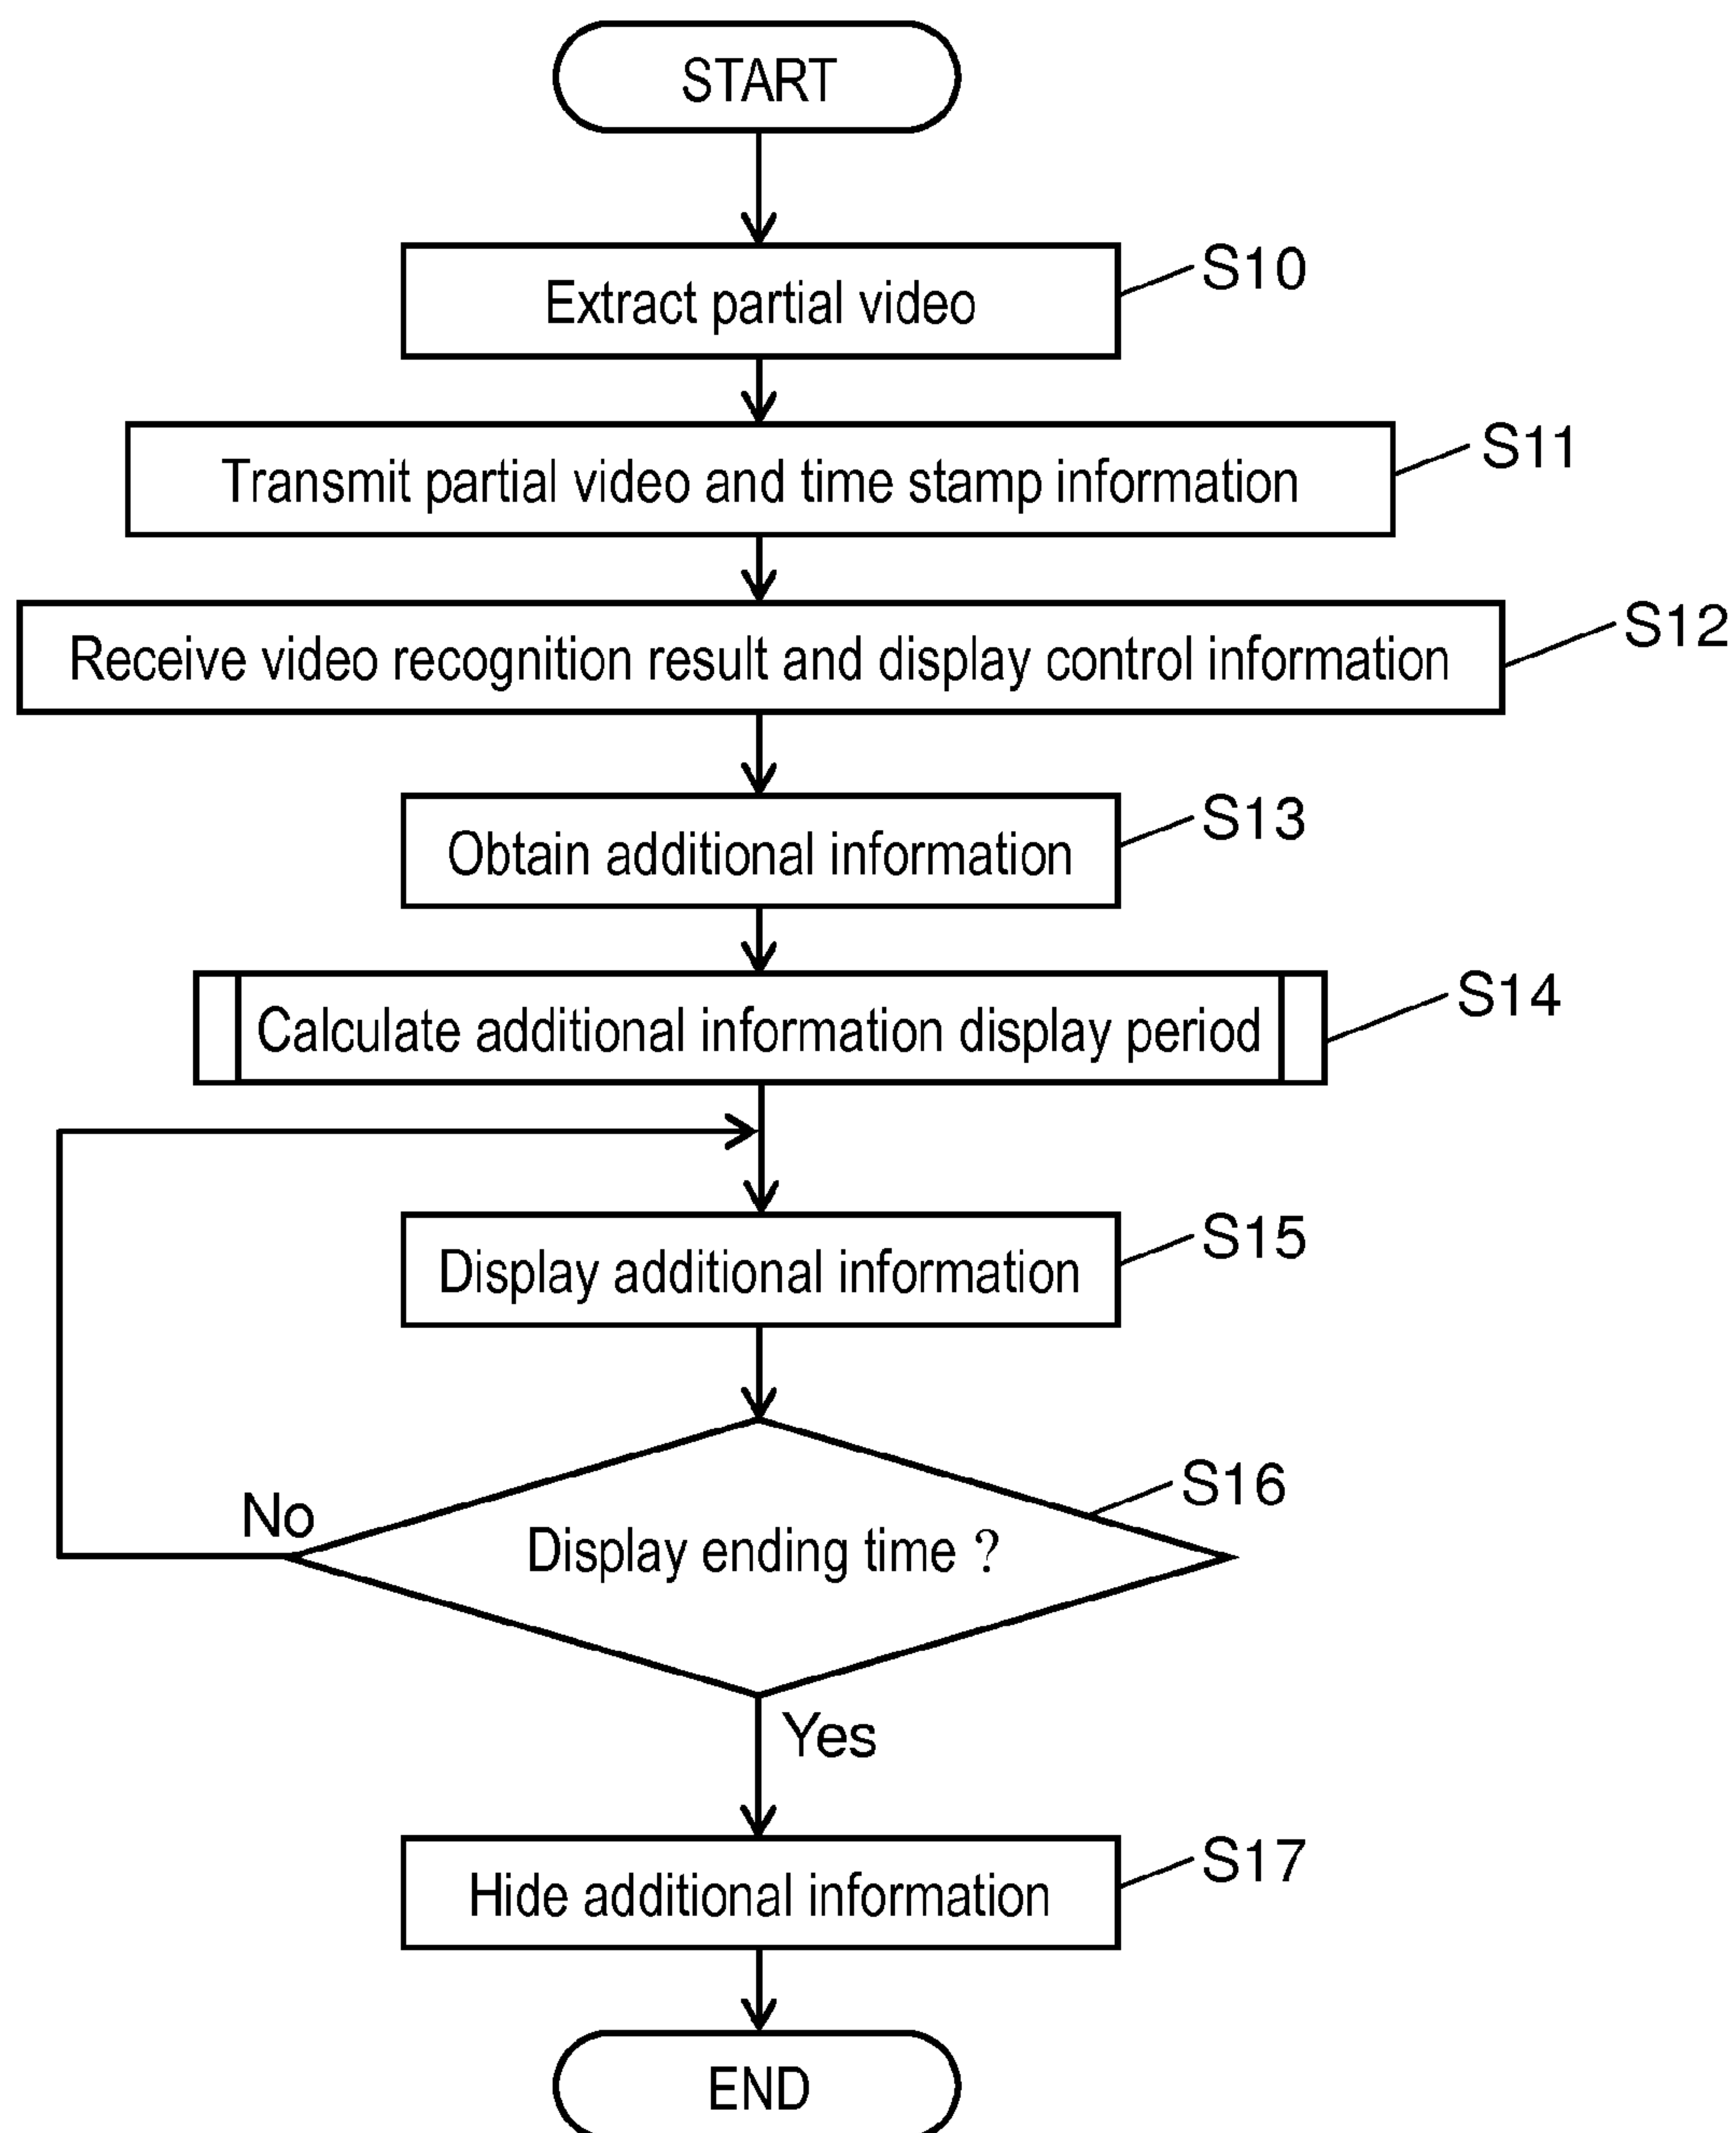 START
Extract partial video
S10
Transmit partial video and time stamp information
S11
Receive video recognition result and display control information
S12
Obtain additional information
S13
Calculate additional information display period
S14
Display additional information
S15
Display ending time ?
S16
No
Yes
Hide additional information
S17
END